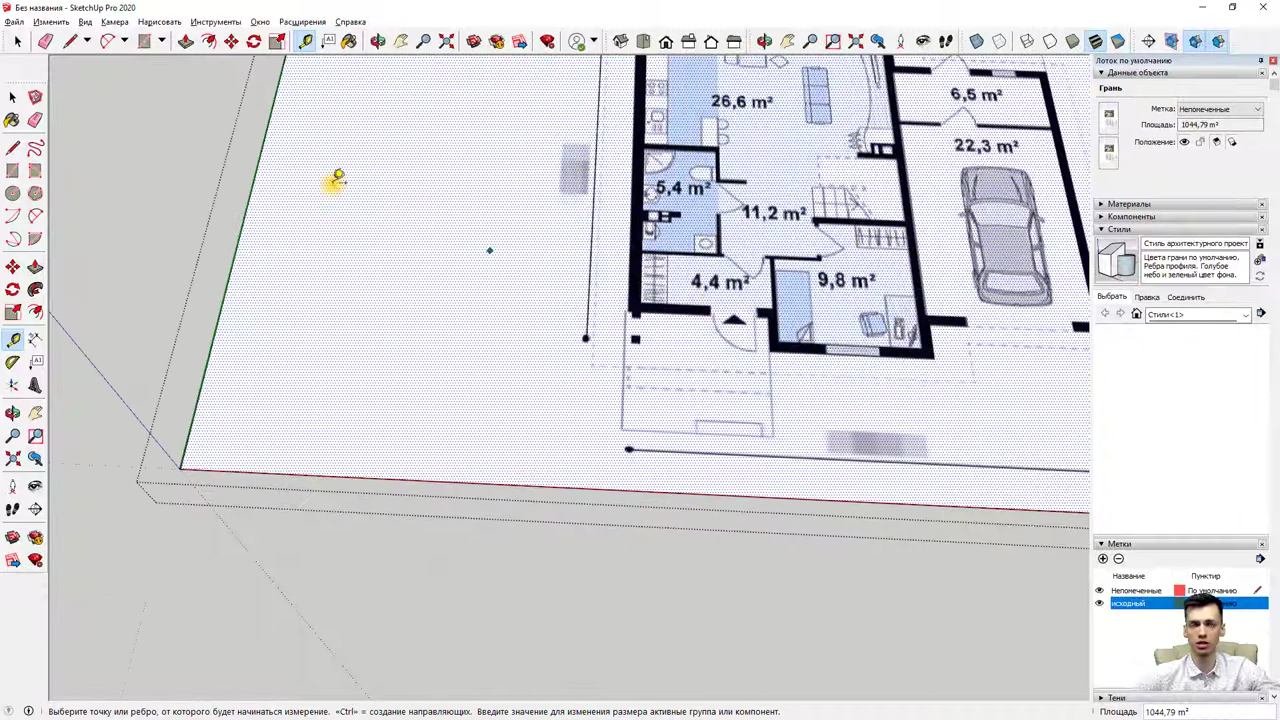 Без названия - SketchUp Pro 2020
Файл Изменить Вид Камера Нарисовать Инструменты Окно Расширения Справка
Лоток по умолчанию
Данные объекта
Грань
Метка: Непомеченные
Площадь: 1044,79 m²
Положение:
Материалы
Компоненты
Стили
Стиль архитектурного проект
Цвета грани по умолчанию. Ребра профиля. Голубое небо и зеленый цвет фона.
Выбрать Правка Соединить
Стили<1>
Метки
Название Пунктир
Непомеченные По умолчанию
исходный
Тени
26,6 m²
6,5 m²
22,3 m²
5,4 m²
11,2 m²
4,4 m²
9,8 m²
Выберите точку или ребро, от которого будет начинаться измерение. «Ctrl» = создание направляющих. Введите значение для изменения размера активные группа или компонент.
Площадь 1044,79 m²